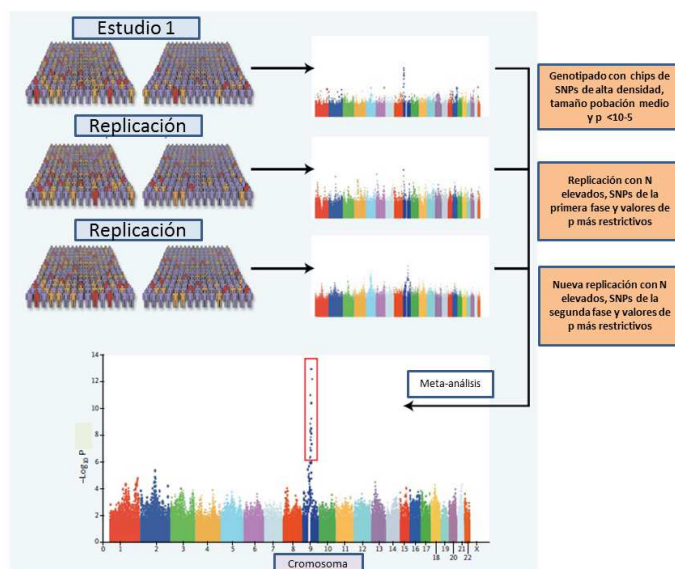 Estudio 1
Genotipado con chips de
SNPs de alta densidad,
tamaño pobación medio
y p <10-5
Replicación
Replicación con N
elevados, SNPs de la
primera fase y valores de
p más restrictivos
Replicación
Nueva replicación con N
elevados, SNPs de la
segunda fase y valores de
p más restrictivos
Meta-análisis
14
12
10
8
6
4
2
0
–Log10 P
0 1 2 3 4 5 6 7 8 9 10 11 12 13 14 15 16 17 18 19 20 21 22 X
Cromosoma